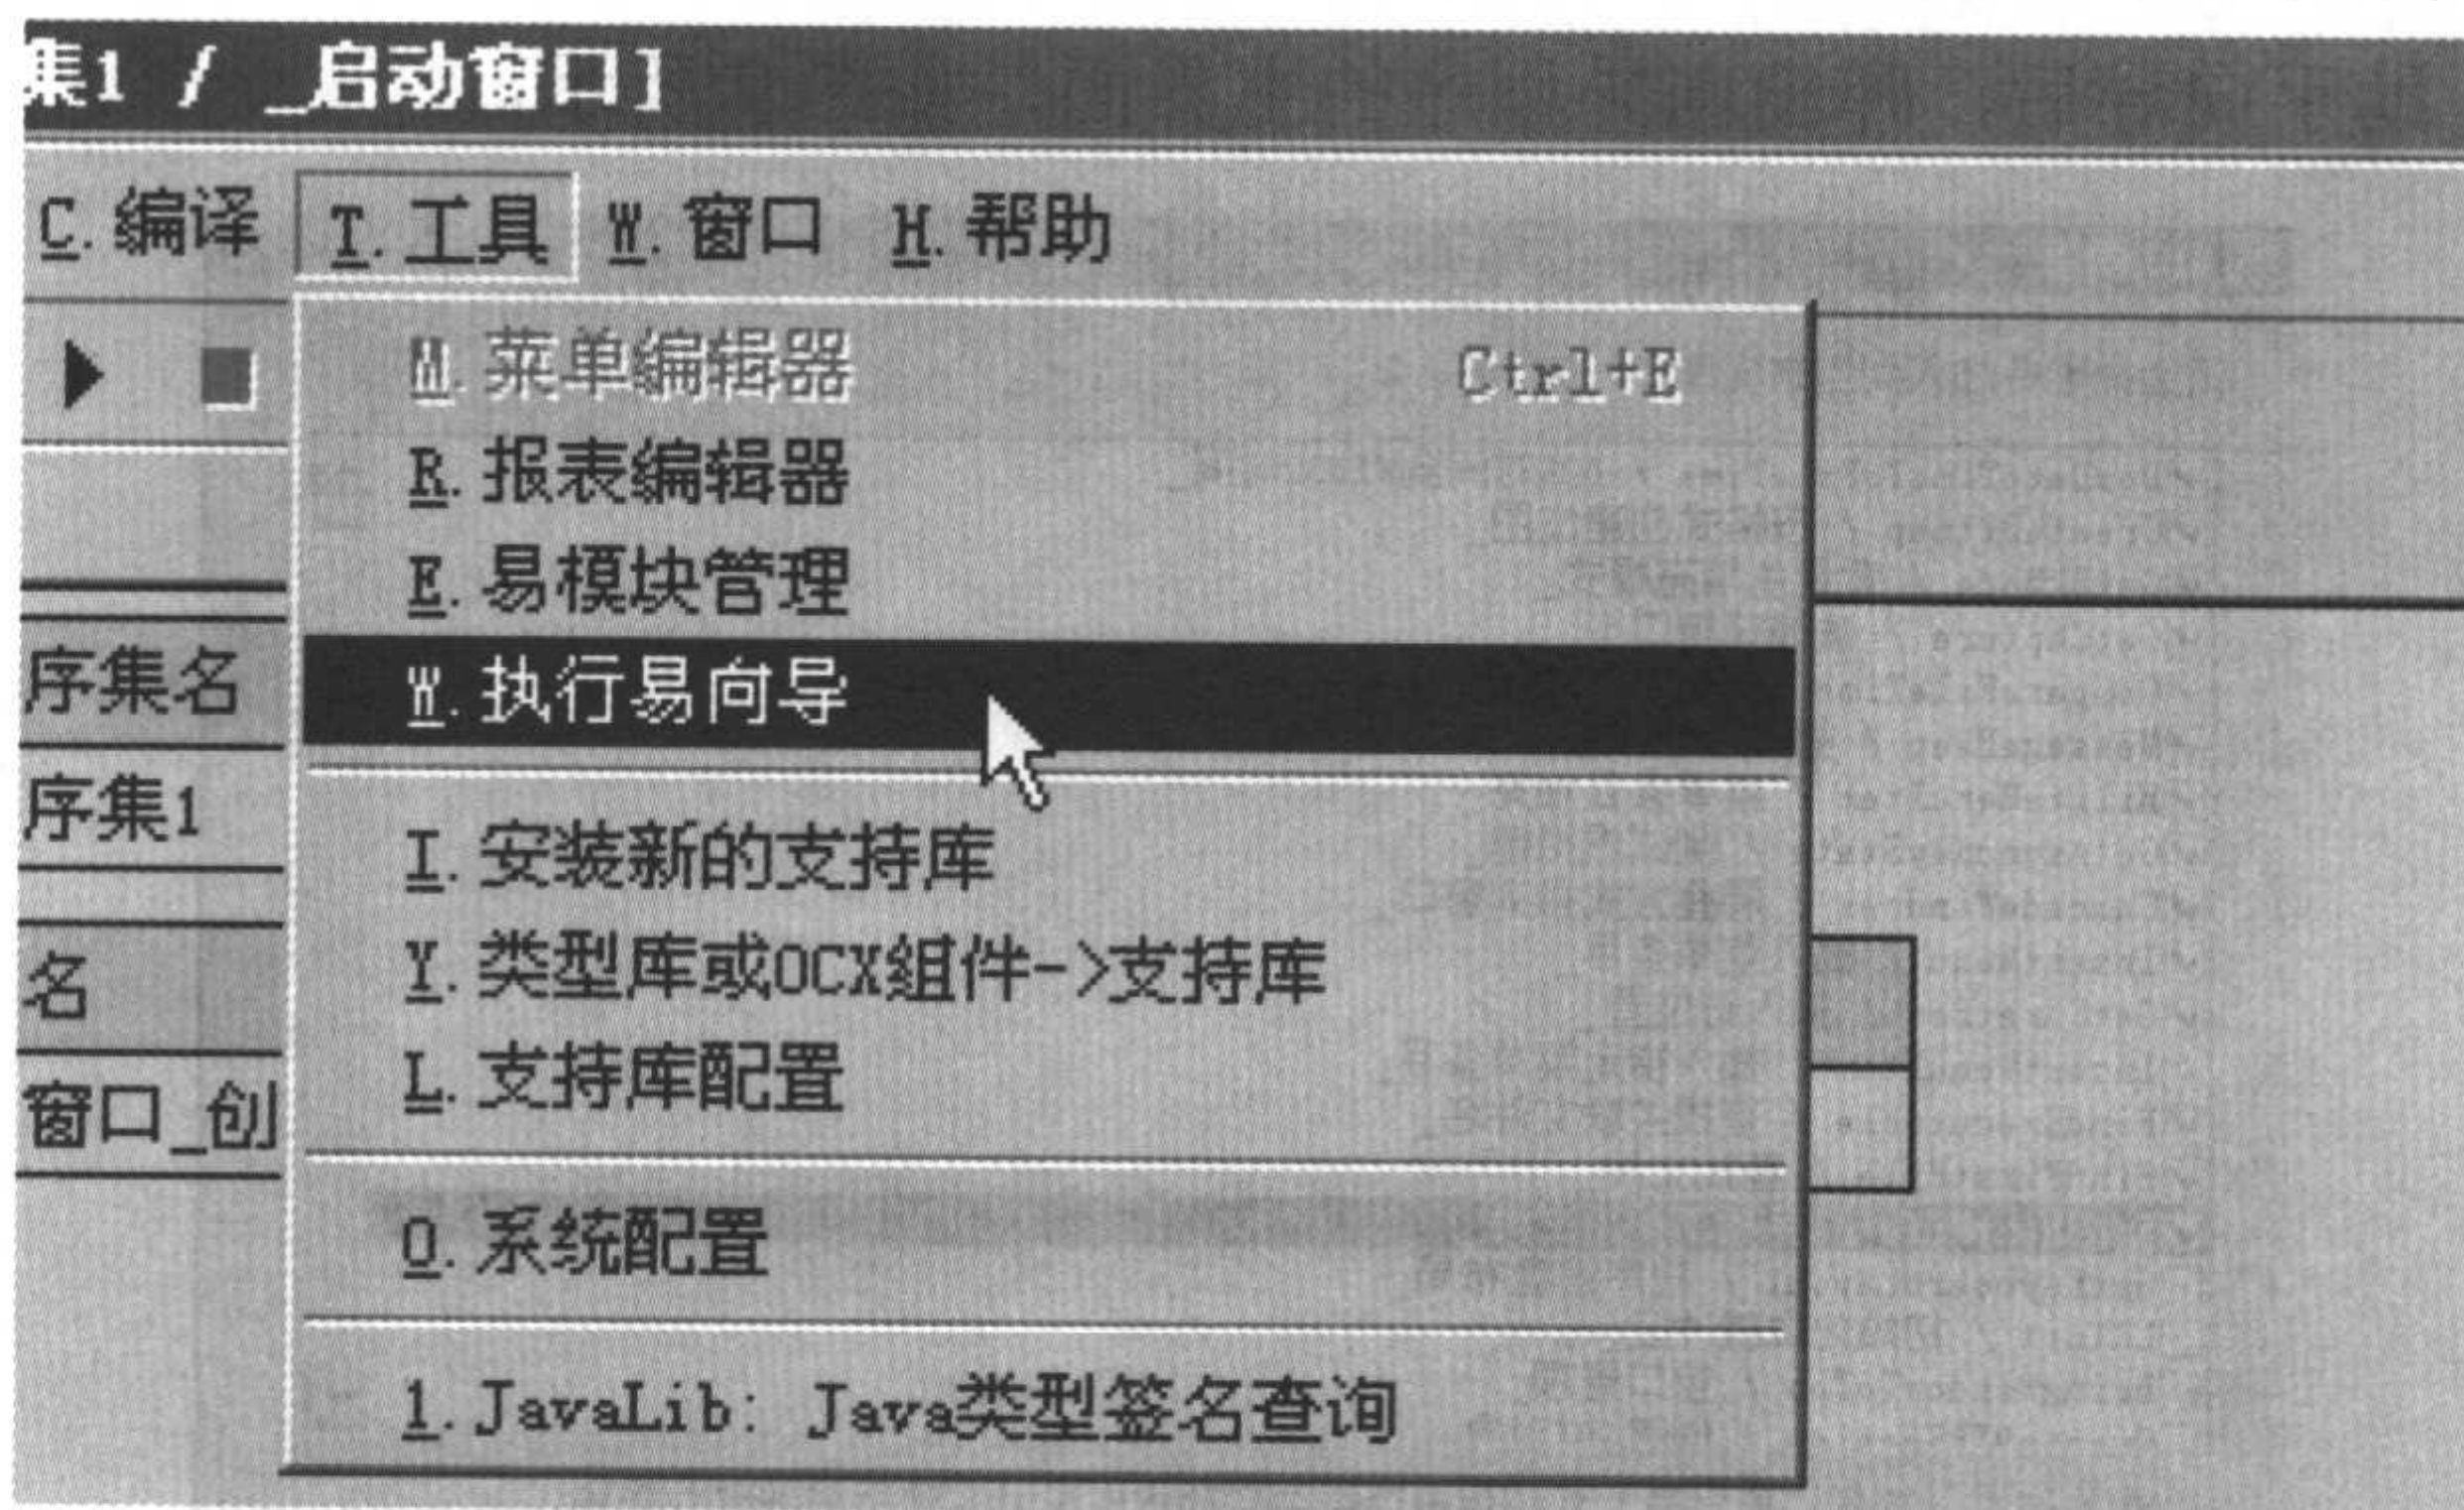 集1 / _启动窗口]
C.编译 T.工具 W.窗口 H.帮助
M.菜单编辑器 Ctrl+E
R.报表编辑器
E.易模块管理
序集名
W.执行易向导
序集1
I.安装新的支持库
名
Y.类型库或OCX组件->支持库
窗口_创
L.支持库配置
O.系统配置
1.JavaLib: Java类型签名查询